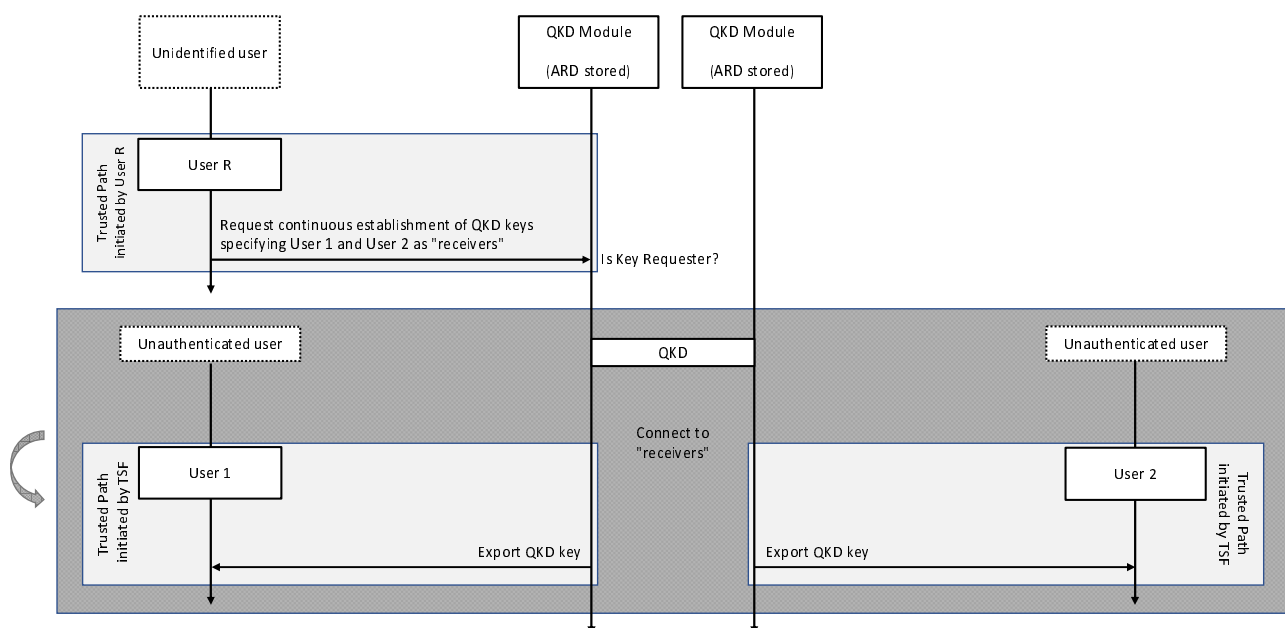 Unidentified user
QKD Module
(ARD stored)
QKD Module
(ARD stored)
Trusted Path
initiated by User R
User R
Request continuous establishment of QKD keys
specifying User 1 and User 2 as "receivers"
Is Key Requester?
Unauthenticated user
QKD
Unauthenticated user
Connect to
"receivers"
Trusted Path
initiated by TSF
User 1
User 2
Trusted Path
initiated by TSF
Export QKD key
Export QKD key